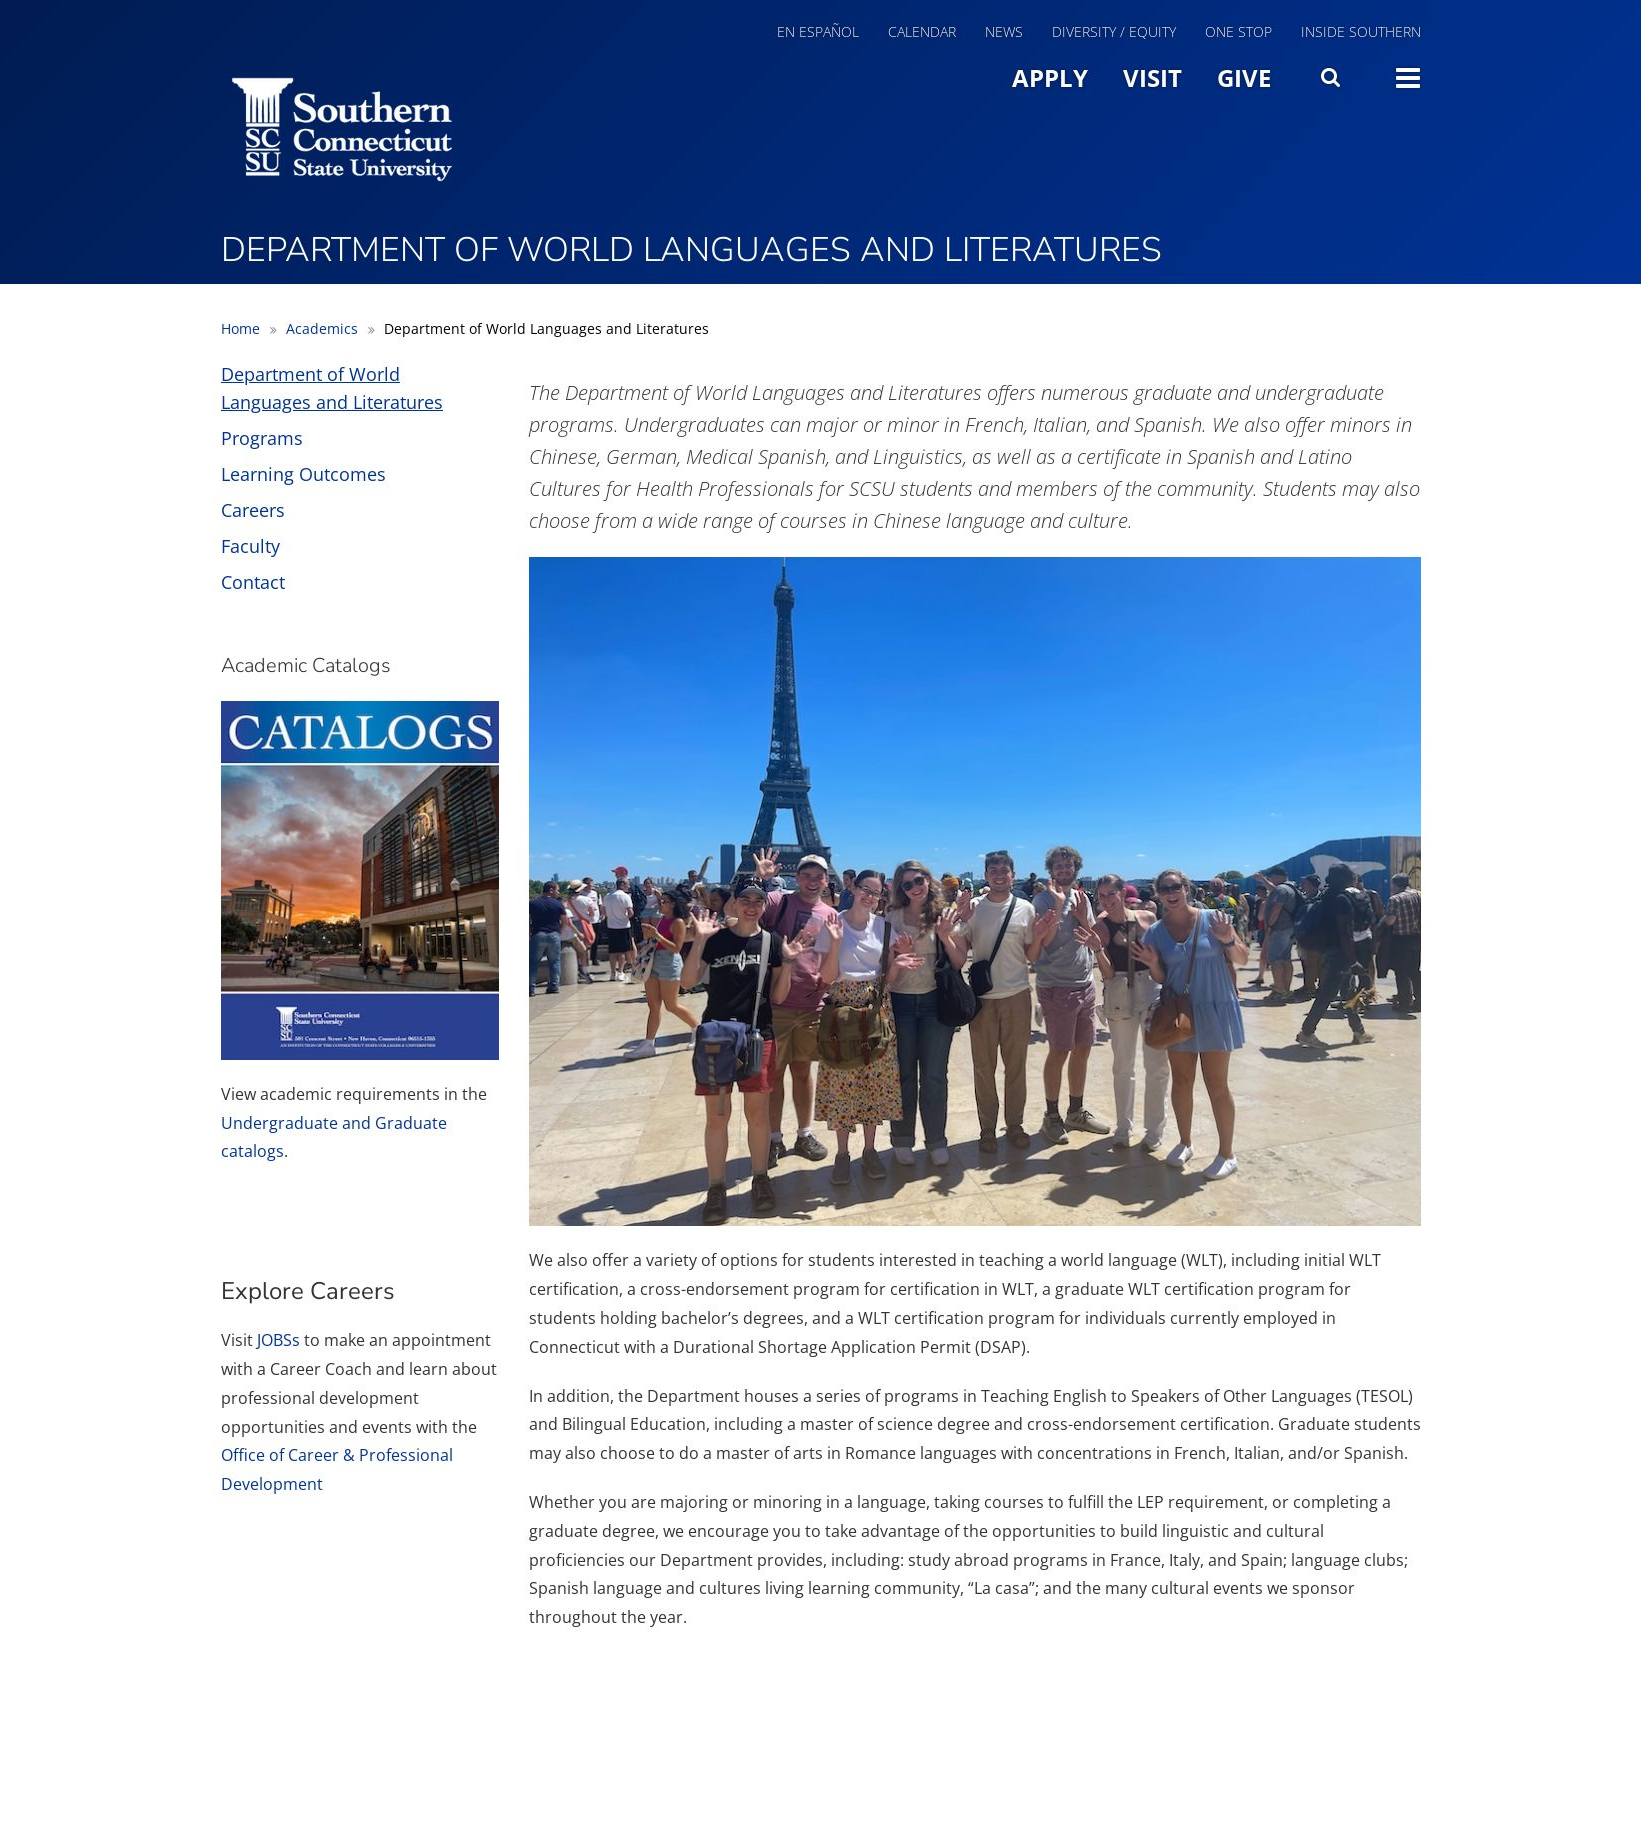 EN ESPAÑOL CALENDAR NEWS DIVERSITY / EQUITY ONE STOP INSIDE SOUTHERN
APPLY VISIT GIVE
SC
SU
Southern
Connecticut
State University
DEPARTMENT OF WORLD LANGUAGES AND LITERATURES
Home » Academics » Department of World Languages and Literatures
Department of World
Languages and Literatures
Programs
Learning Outcomes
Careers
Faculty
Contact
Academic Catalogs
CATALOGS
SC
SU
Southern Connecticut
State University
501 Crescent Street • New Haven, Connecticut 06515-1355
AN INSTITUTION OF THE CONNECTICUT STATE COLLEGES & UNIVERSITIES
View academic requirements in the
Undergraduate and Graduate
catalogs.
Explore Careers
Visit JOBSs to make an appointment
with a Career Coach and learn about
professional development
opportunities and events with the
Office of Career & Professional
Development
The Department of World Languages and Literatures offers numerous graduate and undergraduate
programs. Undergraduates can major or minor in French, Italian, and Spanish. We also offer minors in
Chinese, German, Medical Spanish, and Linguistics, as well as a certificate in Spanish and Latino
Cultures for Health Professionals for SCSU students and members of the community. Students may also
choose from a wide range of courses in Chinese language and culture.
We also offer a variety of options for students interested in teaching a world language (WLT), including initial WLT
certification, a cross-endorsement program for certification in WLT, a graduate WLT certification program for
students holding bachelor’s degrees, and a WLT certification program for individuals currently employed in
Connecticut with a Durational Shortage Application Permit (DSAP).
In addition, the Department houses a series of programs in Teaching English to Speakers of Other Languages (TESOL)
and Bilingual Education, including a master of science degree and cross-endorsement certification. Graduate students
may also choose to do a master of arts in Romance languages with concentrations in French, Italian, and/or Spanish.
Whether you are majoring or minoring in a language, taking courses to fulfill the LEP requirement, or completing a
graduate degree, we encourage you to take advantage of the opportunities to build linguistic and cultural
proficiencies our Department provides, including: study abroad programs in France, Italy, and Spain; language clubs;
Spanish language and cultures living learning community, “La casa”; and the many cultural events we sponsor
throughout the year.